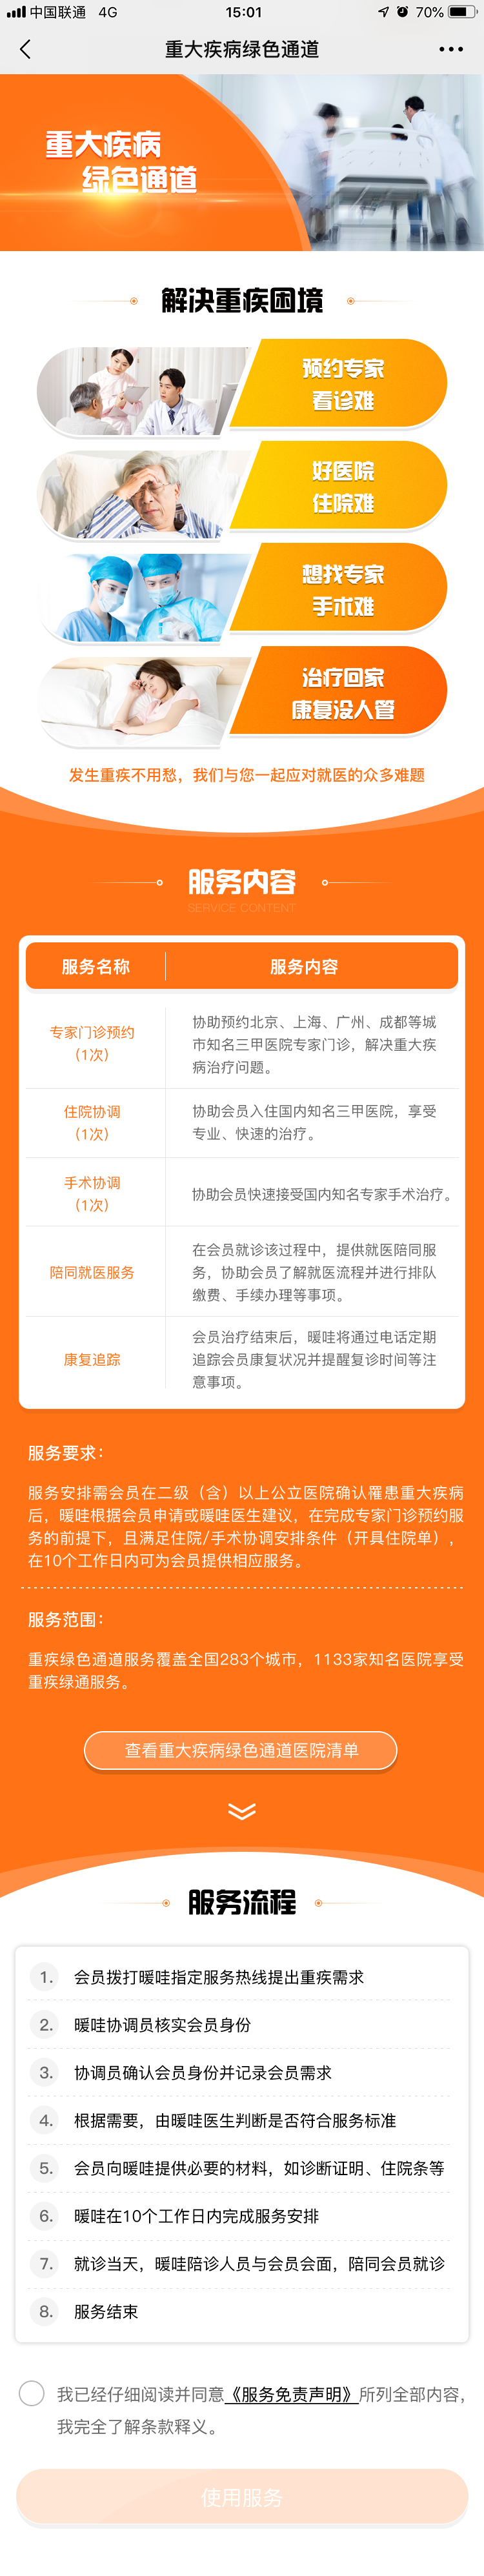 中国联通 4G 15:01 70%
重大疾病绿色通道
重大疾病
绿色通道
解决重疾困境
预约专家
看诊难
好医院
住院难
想找专家
手术难
治疗回家
康复没人管
发生重疾不用愁，我们与您一起应对就医的众多难题
服务内容
SERVICE CONTENT
服务名称 服务内容
专家门诊预约
（1次）
协助预约北京、上海、广州、成都等城
市知名三甲医院专家门诊，解决重大疾
病治疗问题。
住院协调
（1次）
协助会员入住国内知名三甲医院，享受
专业、快速的治疗。
手术协调
（1次）
协助会员快速接受国内知名专家手术治疗。
陪同就医服务
在会员就诊该过程中，提供就医陪同服
务，协助会员了解就医流程并进行排队
缴费、手续办理等事项。
康复追踪
会员治疗结束后，暖哇将通过电话定期
追踪会员康复状况并提醒复诊时间等注
意事项。
服务要求：
服务安排需会员在二级（含）以上公立医院确认罹患重大疾病
后，暖哇根据会员申请或暖哇医生建议，在完成专家门诊预约服
务的前提下，且满足住院/手术协调安排条件（开具住院单），
在10个工作日内可为会员提供相应服务。
服务范围：
重疾绿色通道服务覆盖全国283个城市，1133家知名医院享受
重疾绿通服务。
查看重大疾病绿色通道医院清单
服务流程
1. 会员拨打暖哇指定服务热线提出重疾需求
2. 暖哇协调员核实会员身份
3. 协调员确认会员身份并记录会员需求
4. 根据需要，由暖哇医生判断是否符合服务标准
5. 会员向暖哇提供必要的材料，如诊断证明、住院条等
6. 暖哇在10个工作日内完成服务安排
7. 就诊当天，暖哇陪诊人员与会员会面，陪同会员就诊
8. 服务结束
我已经仔细阅读并同意《服务免责声明》所列全部内容，
我完全了解条款释义。
使用服务